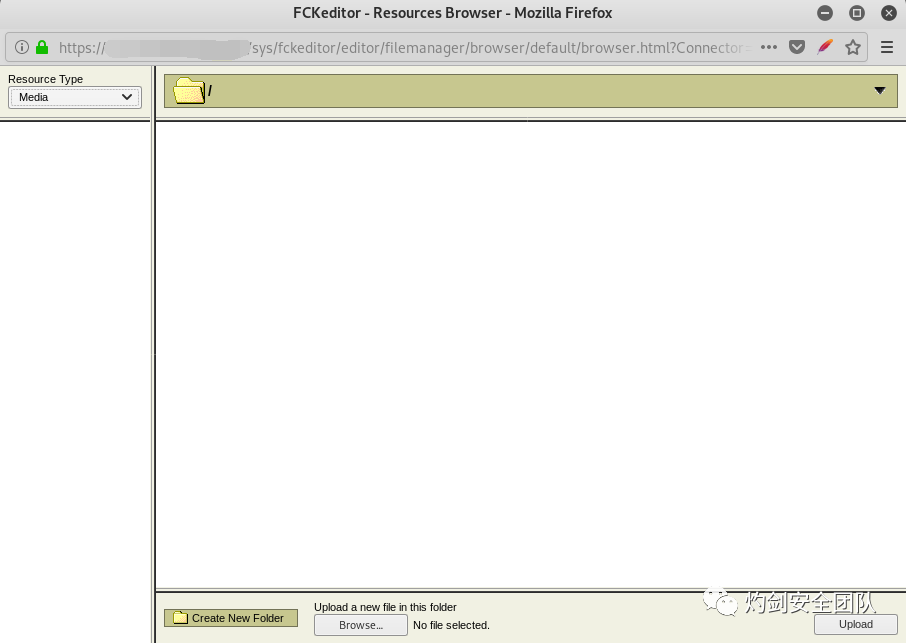 FCKeditor - Resources Browser - Mozilla Firefox
https:// /sys/fckeditor/editor/filemanager/browser/default/browser.html?Connector=
Resource Type
Media
/
Create New Folder
Upload a new file in this folder
Browse... No file selected.
Upload
灼剑安全团队